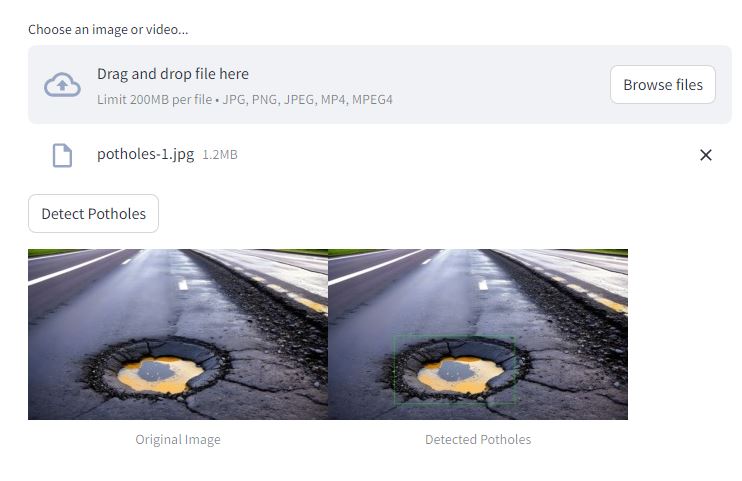 Choose an image or video...
Drag and drop file here
Limit 200MB per file • JPG, PNG, JPEG, MP4, MPEG4
Browse files
potholes-1.jpg 1.2MB
Detect Potholes
Original Image
Detected Potholes